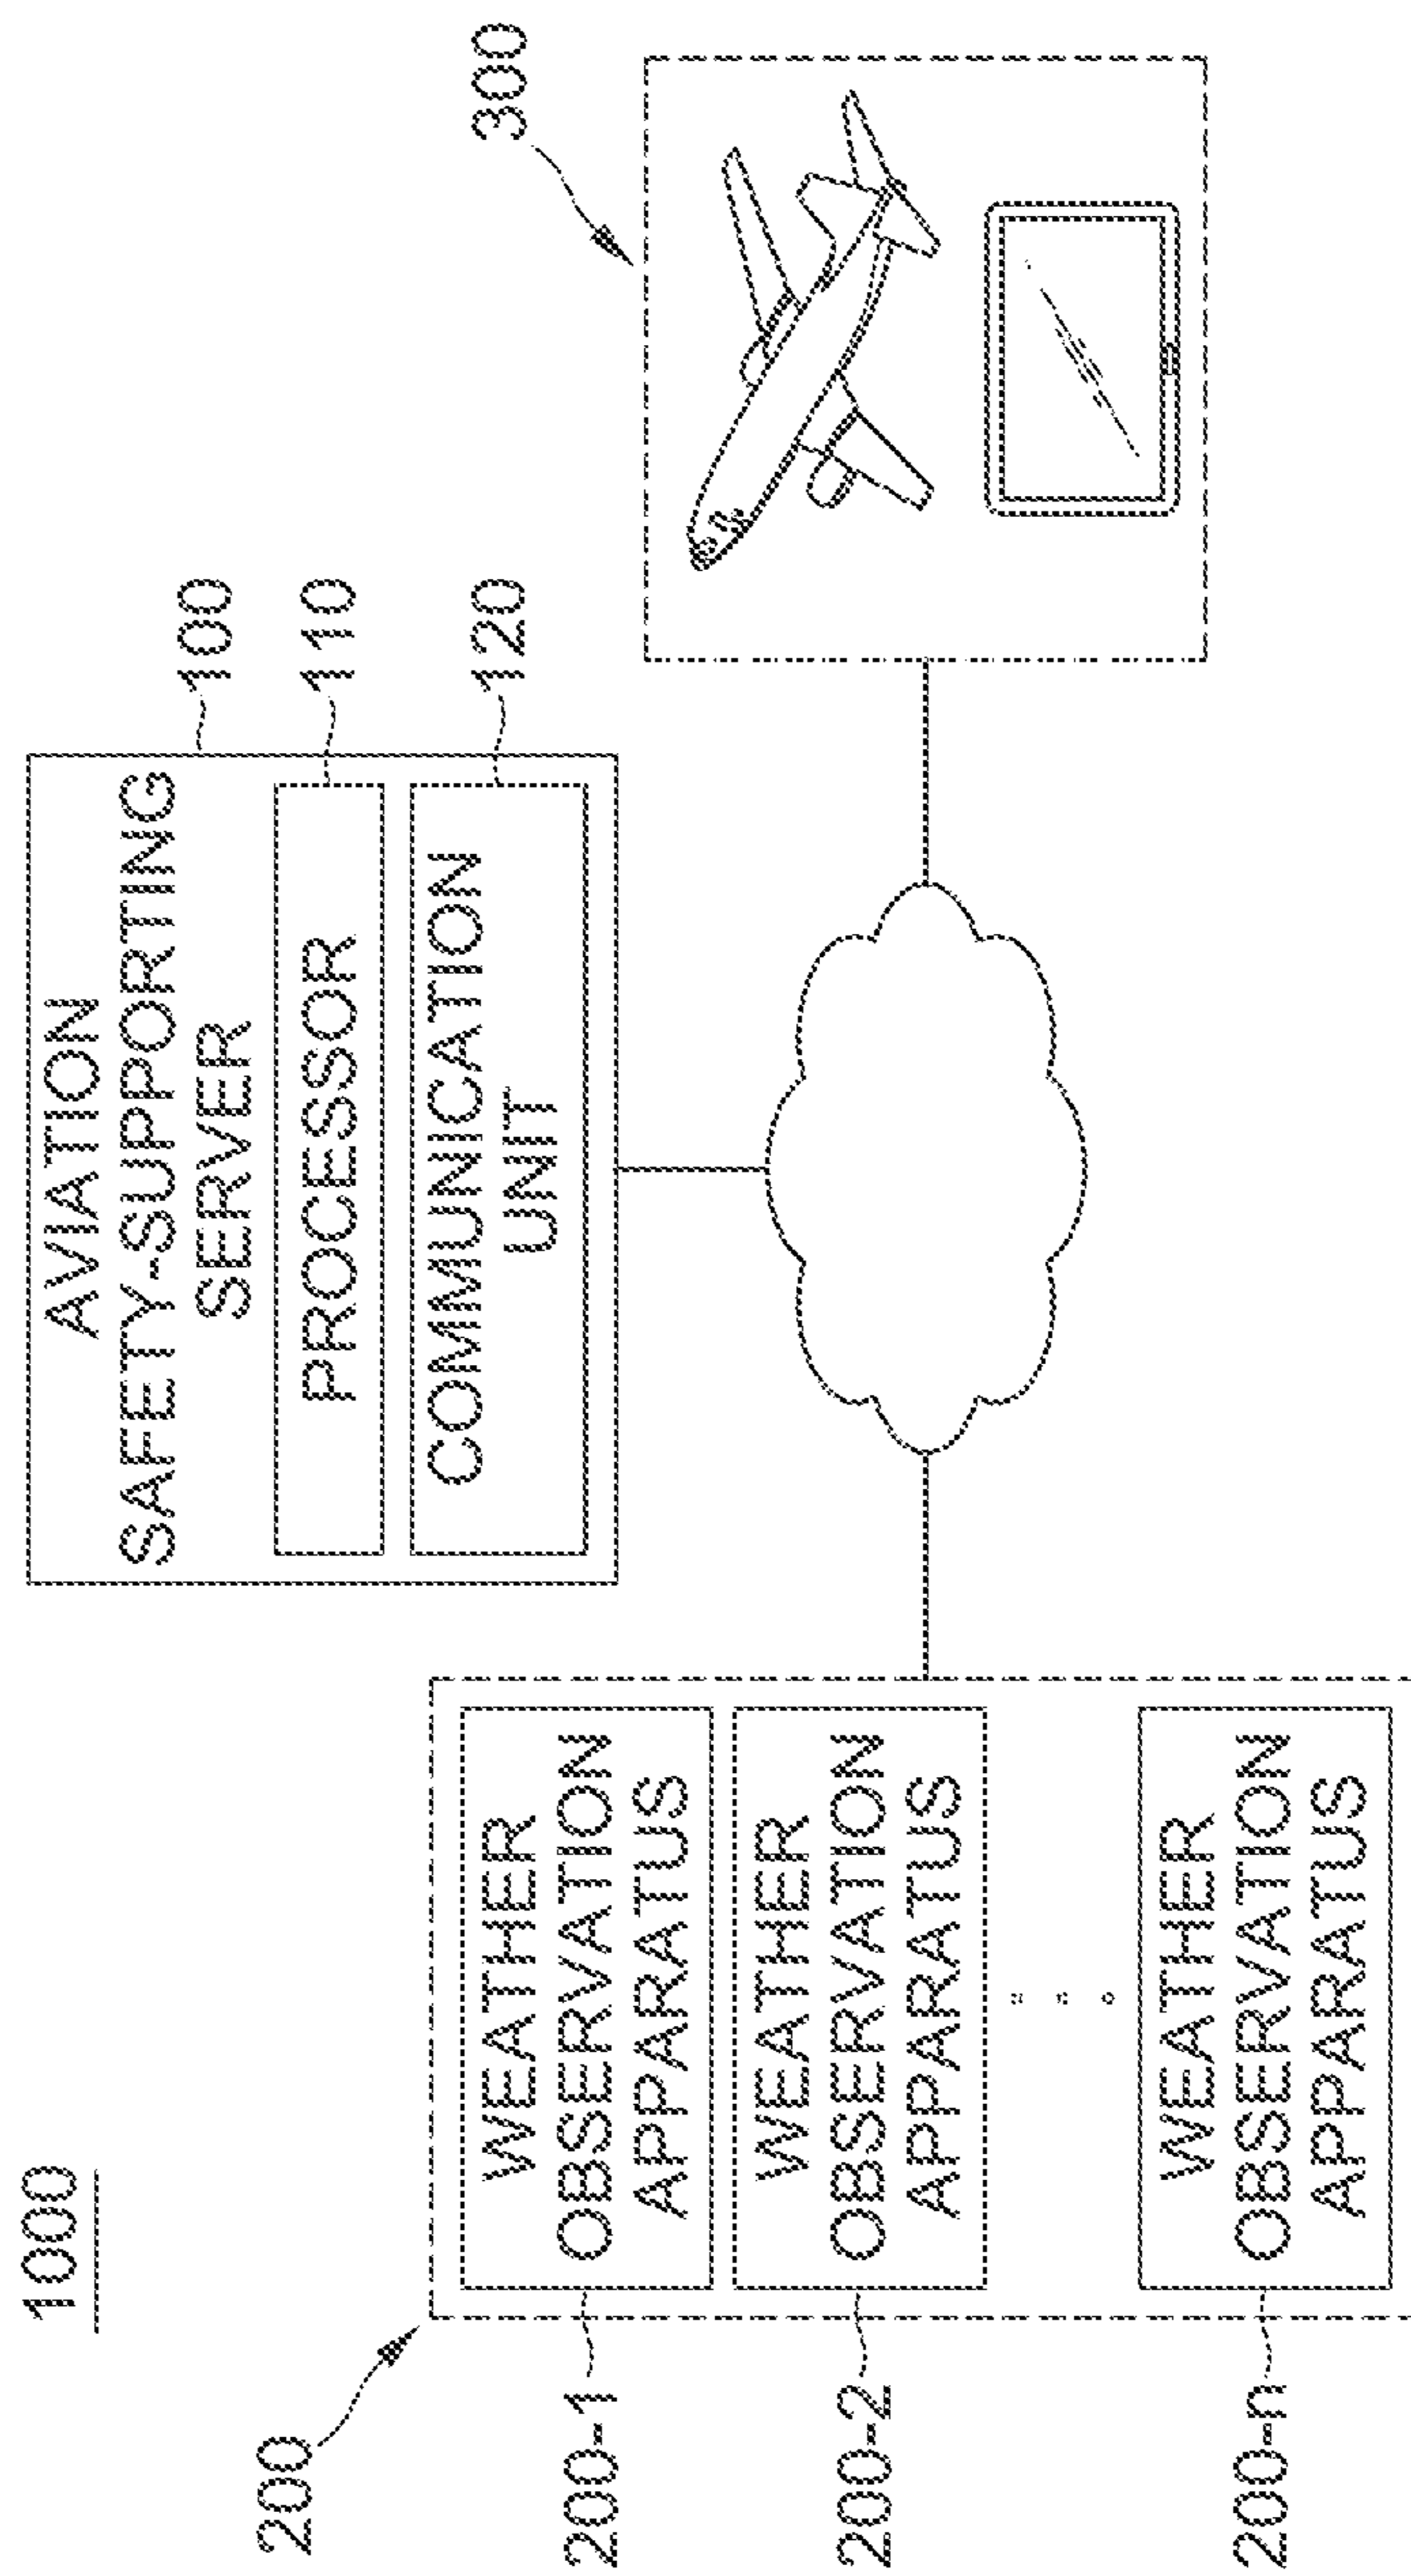 1000
AVIATION
SAFETY-SUPPORTING
SERVER
100
PROCESSOR
110
COMMUNICATION
UNIT
120
200
WEATHER
OBSERVATION
APPARATUS
200-1
WEATHER
OBSERVATION
APPARATUS
200-2
WEATHER
OBSERVATION
APPARATUS
200-n
300